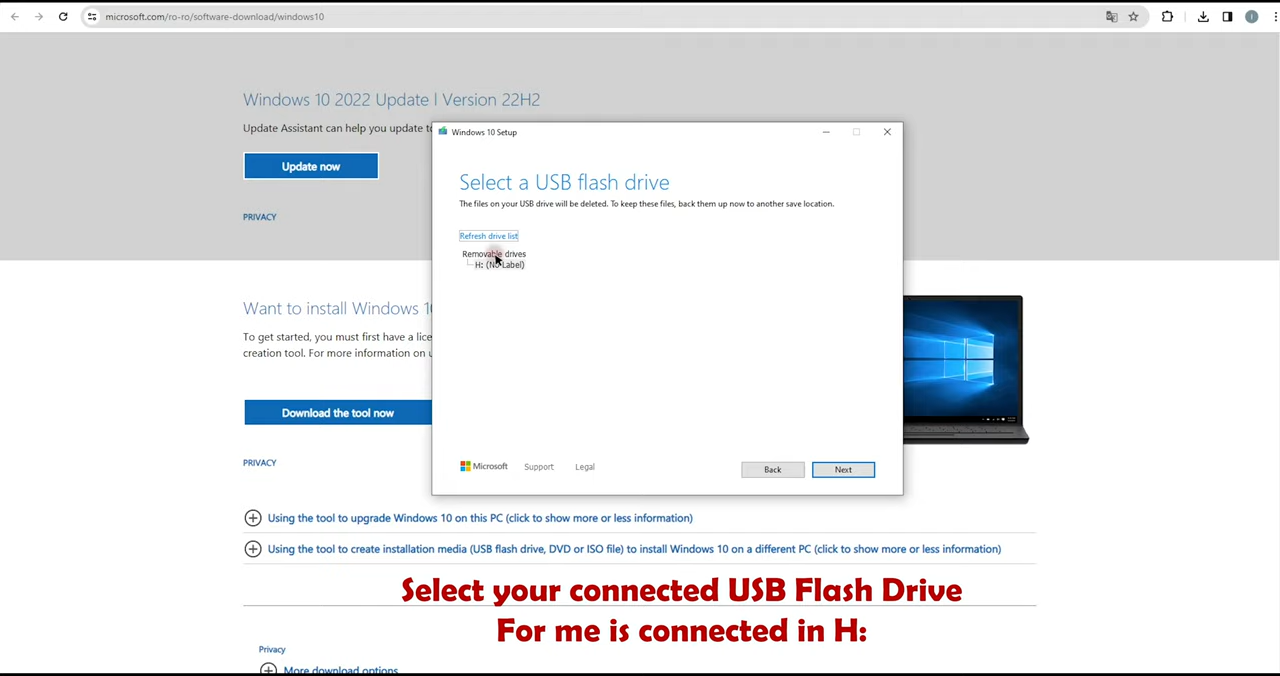 microsoft.com/ro-ro/software-download/windows10
Windows 10 2022 Update | Version 22H2
Update Assistant can help you update to
Update now
PRIVACY
Windows 10 Setup
Select a USB flash drive
The files on your USB drive will be deleted. To keep these files, back them up now to another save location.
Refresh drive list
Removable drives
H: (No Label)
Microsoft Support Legal
Back Next
Want to install Windows 1
To get started, you must first have a lice
creation tool. For more information on
Download the tool now
PRIVACY
Using the tool to upgrade Windows 10 on this PC (click to show more or less information)
Using the tool to create installation media (USB flash drive, DVD or ISO file) to install Windows 10 on a different PC (click to show more or less information)
Select your connected USB Flash Drive
For me is connected in H:
Privacy
More download options